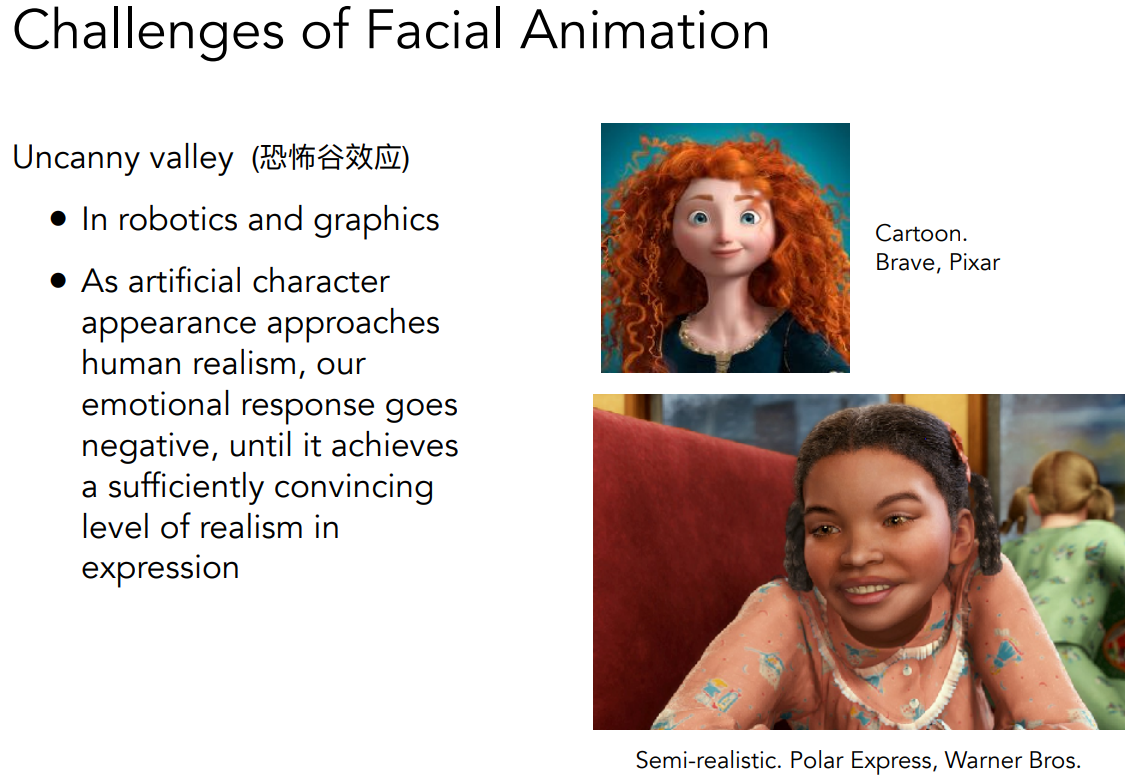 Challenges of Facial Animation
Uncanny valley (恐怖谷效应)
● In robotics and graphics
● As artificial character
appearance approaches
human realism, our
emotional response goes
negative, until it achieves
a sufficiently convincing
level of realism in
expression
Cartoon.
Brave, Pixar
Semi-realistic. Polar Express, Warner Bros.